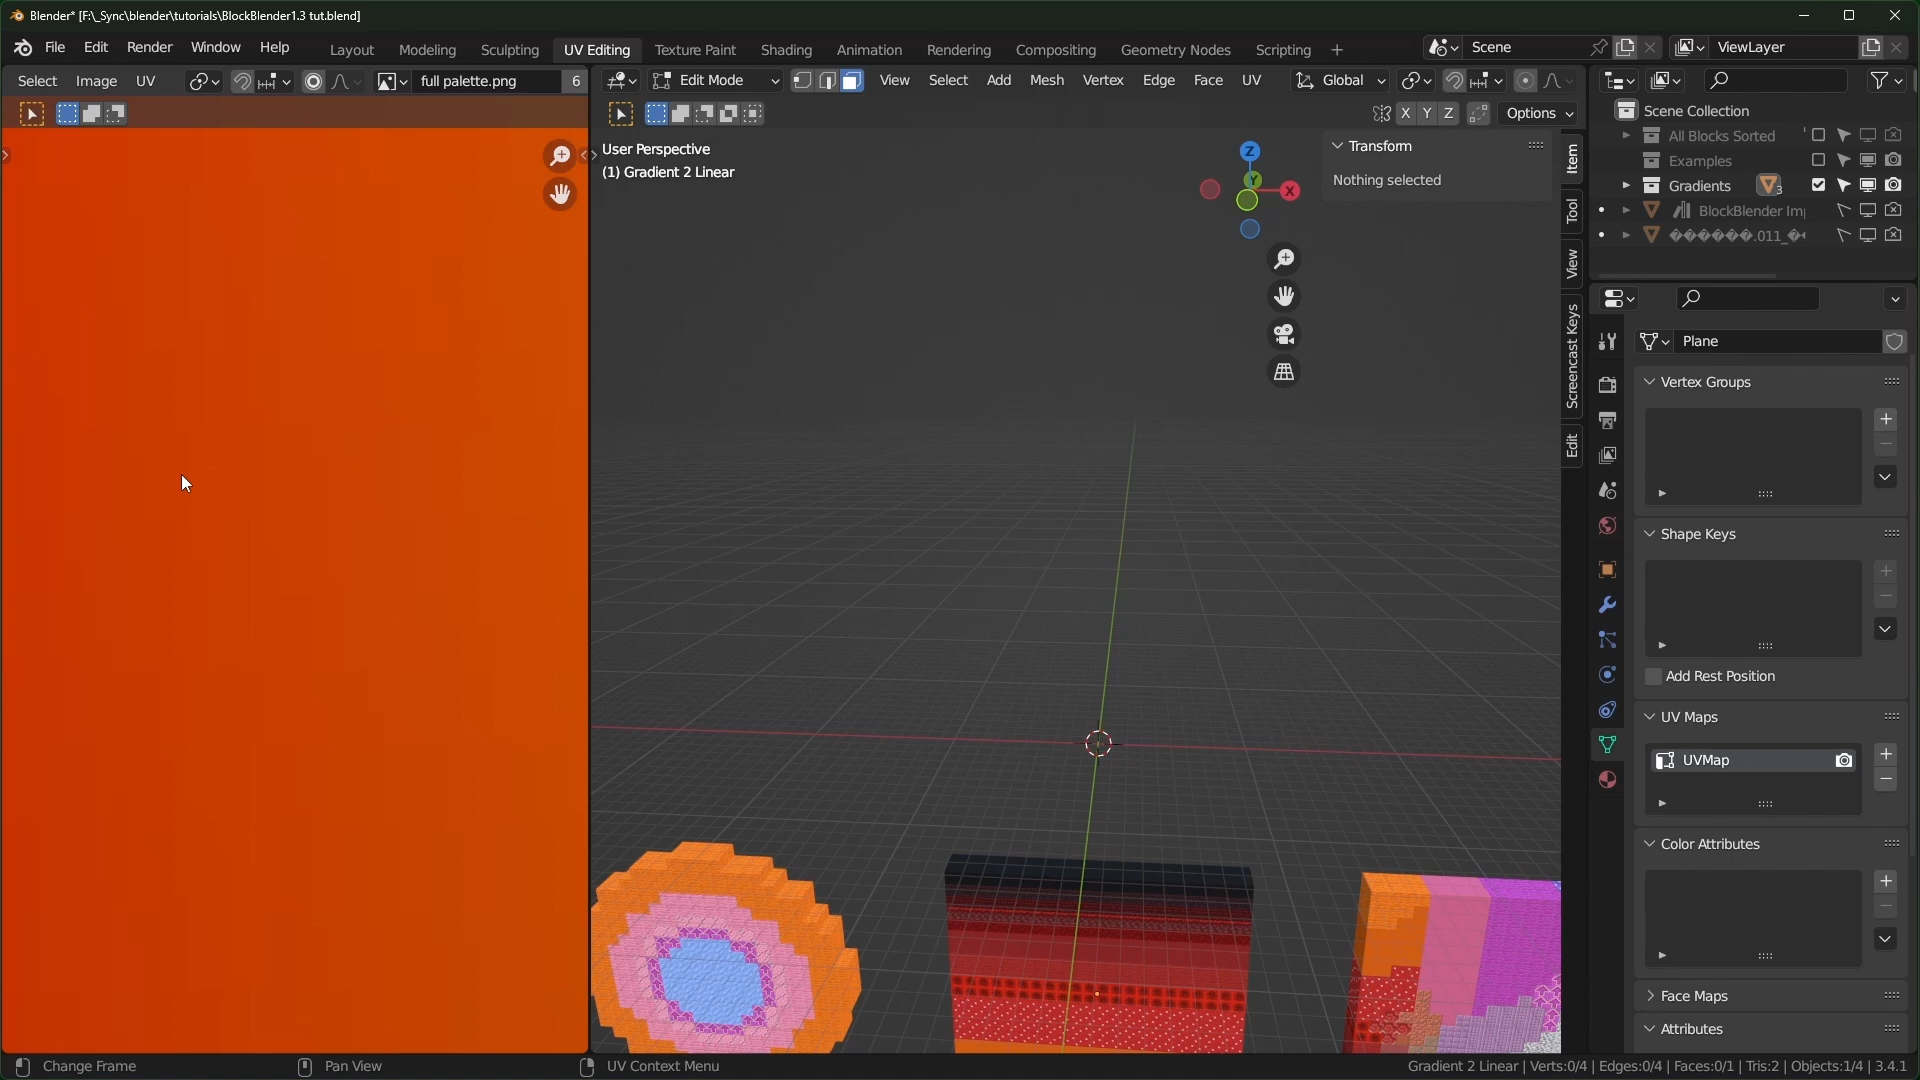 Blender* [F:\_Sync\blender\tutorials\BlockBlender1.3 tut.blend]
File Edit Render Window Help Layout Modeling Sculpting UV Editing Texture Paint Shading Animation Rendering Compositing Geometry Nodes Scripting + Scene ViewLayer
Select Image UV full palette.png 6 Edit Mode View Select Add Mesh Vertex Edge Face UV Global
X Y Z Options
Scene Collection
All Blocks Sorted
Examples
Gradients 3
BlockBlender Im
������.011_�
User Perspective
(1) Gradient 2 Linear
Z
Y
X
Transform
Nothing selected
Item
Tool
View
Screencast Keys
Edit
Plane
Vertex Groups
Shape Keys
Add Rest Position
UV Maps
UVMap
Color Attributes
Face Maps
Attributes
Change Frame Pan View UV Context Menu Gradient 2 Linear | Verts:0/4 | Edges:0/4 | Faces:0/1 | Tris:2 | Objects:1/4 | 3.4.1